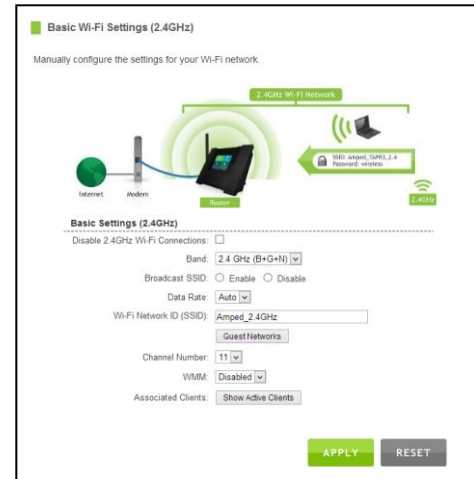 Basic Wi-Fi Settings (2.4GHz)
Manually configure the settings for your Wi-Fi network.
2.4GHz Wi-Fi Network
SSID: Amped_TAPR3_2.4
Password: wireless
Internet
Modem
Router
2.4GHz
Basic Settings (2.4GHz)
Disable 2.4GHz Wi-Fi Connections:
Band: 2.4 GHz (B+G+N)
Broadcast SSID: Enable Disable
Data Rate: Auto
Wi-Fi Network ID (SSID): Amped_2.4GHz
Guest Networks
Channel Number: 11
WMM: Disabled
Associated Clients: Show Active Clients
APPLY RESET